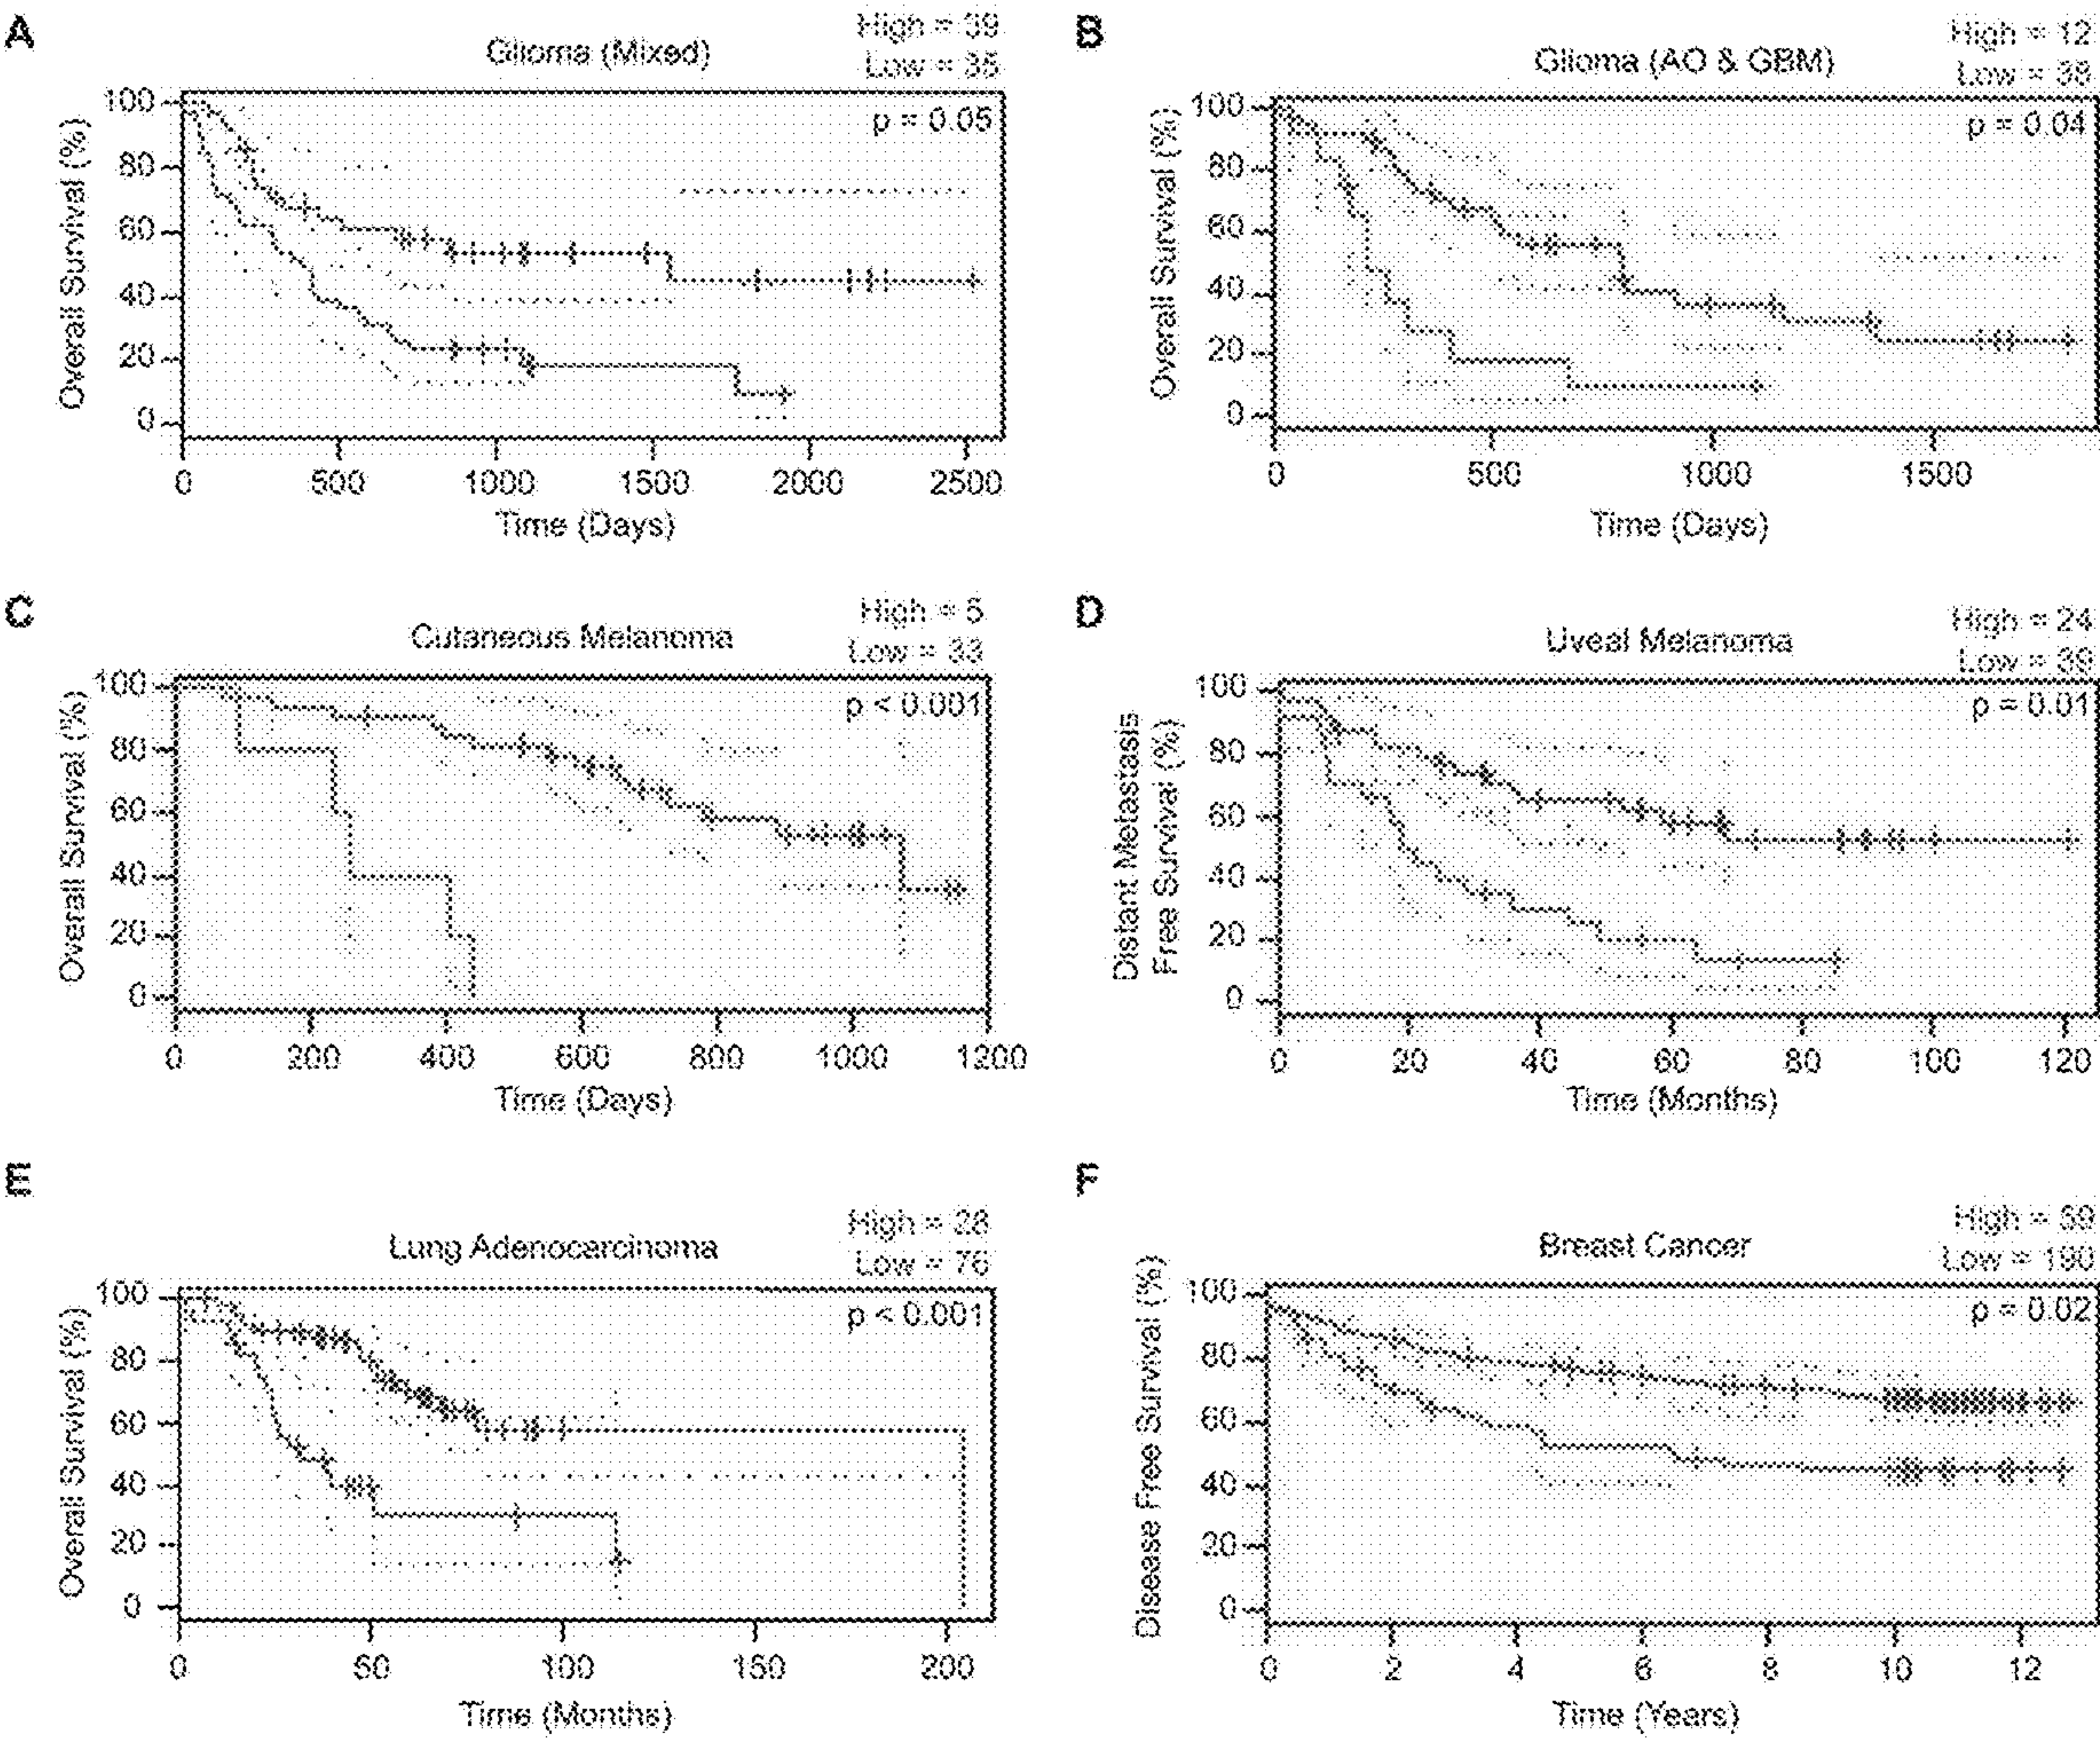 A
Glioma (Mixed)
High = 39
Low = 35
p = 0.05
Overall Survival (%)
100
80
60
40
20
0
0 500 1000 1500 2000 2500
Time (Days)
B
Glioma (AO & GBM)
High = 12
Low = 38
p = 0.04
Overall Survival (%)
100
80
60
40
20
0
0 500 1000 1500
Time (Days)
C
Cutaneous Melanoma
High = 5
Low = 33
p < 0.001
Overall Survival (%)
100
80
60
40
20
0
0 200 400 600 800 1000 1200
Time (Days)
D
Uveal Melanoma
High = 24
Low = 39
p = 0.01
Distant Metastasis
Free Survival (%)
100
80
60
40
20
0
0 20 40 60 80 100 120
Time (Months)
E
Lung Adenocarcinoma
High = 28
Low = 76
p < 0.001
Overall Survival (%)
100
80
60
40
20
0
0 50 100 150 200
Time (Months)
F
Breast Cancer
High =
Low = 190
p = 0.02
Disease Free Survival (%)
100
80
60
40
20
0
0 2 4 6 8 10 12
Time (Years)